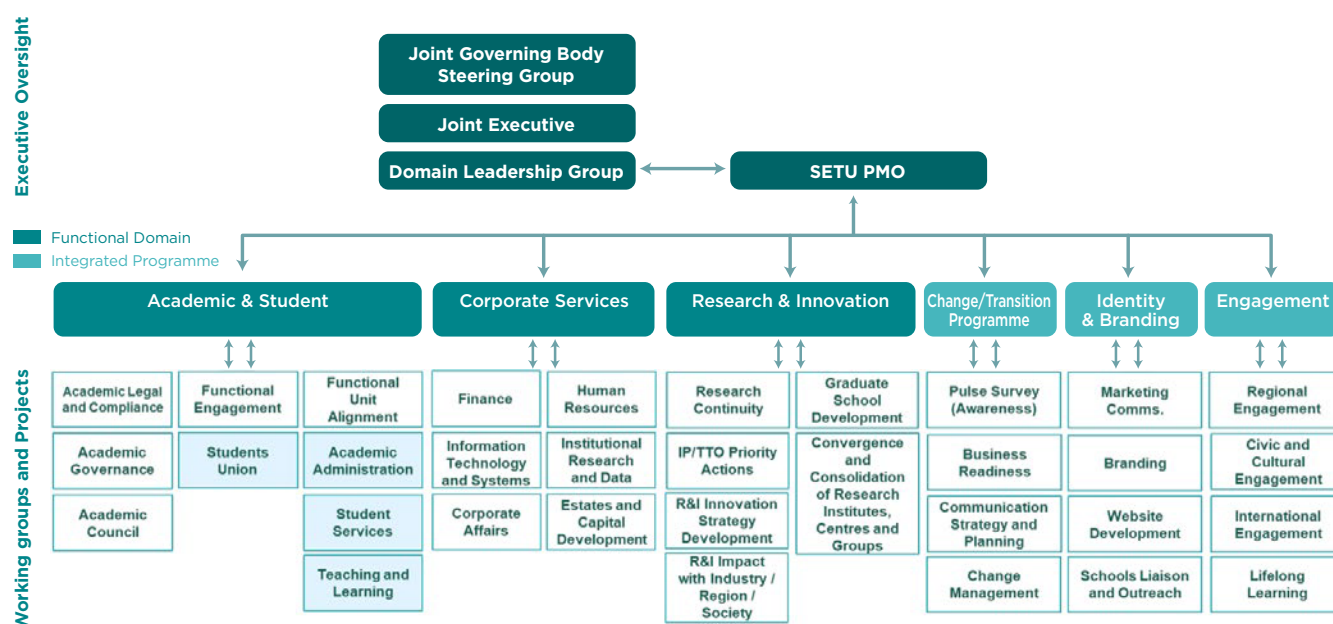 Executive Oversight
Joint Governing Body
Steering Group
Joint Executive
Domain Leadership Group
SETU PMO
Functional Domain
Integrated Programme
Working groups and Projects
Academic & Student
Corporate Services
Research & Innovation
Change/Transition
Programme
Identity
& Branding
Engagement
Academic Legal
and Compliance
Academic
Governance
Academic
Council
Functional
Engagement
Students
Union
Functional
Unit
Alignment
Academic
Administration
Student
Services
Teaching and
Learning
Finance
Information
Technology
and Systems
Corporate
Affairs
Human
Resources
Institutional
Research
and Data
Estates and
Capital
Development
Research
Continuity
IP/TTO Priority
Actions
R&I Innovation
Strategy
Development
R&I Impact
with Industry /
Region /
Society
Graduate
School
Development
Convergence
and
Consolidation
of Research
Institutes,
Centres and
Groups
Pulse Survey
(Awareness)
Business
Readiness
Communication
Strategy and
Planning
Change
Management
Marketing
Comms.
Branding
Website
Development
Schools Liaison
and Outreach
Regional
Engagement
Civic and
Cultural
Engagement
International
Engagement
Lifelong
Learning